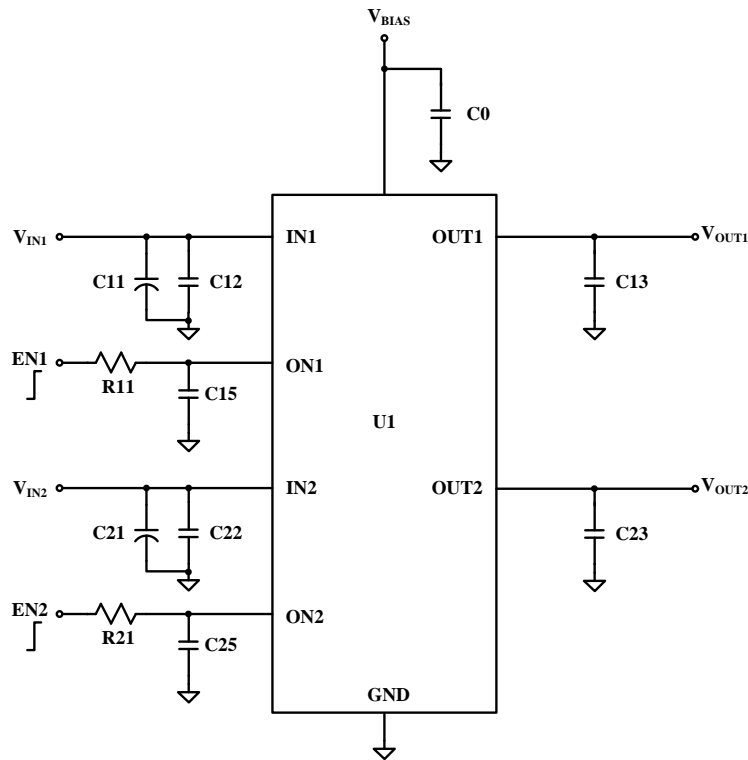 VBIAS
C0
VIN1
IN1
OUT1
VOUT1
C11
C12
C13
EN1
R11
ON1
C15
U1
VIN2
IN2
OUT2
VOUT2
C21
C22
C23
EN2
R21
ON2
C25
GND